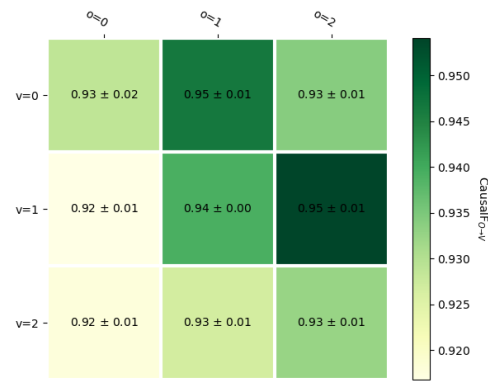 o=0 o=1 o=2
v=0 0.93 ± 0.02 0.95 ± 0.01 0.93 ± 0.01
v=1 0.92 ± 0.01 0.94 ± 0.00 0.95 ± 0.01
v=2 0.92 ± 0.01 0.93 ± 0.01 0.93 ± 0.01
0.950
0.945
0.940
0.935
0.930
0.925
0.920
CausalF_{O→V}